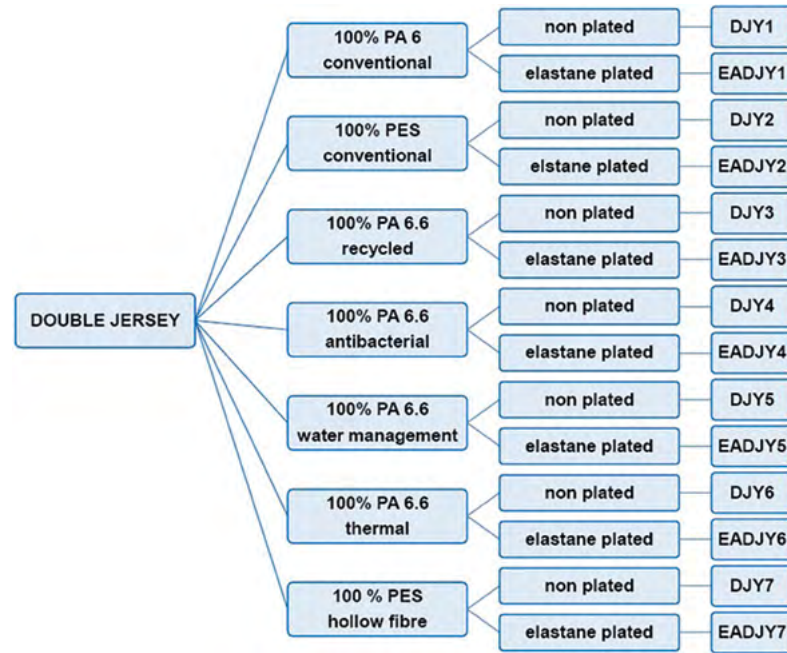 100% PA 6
conventional
non plated
DJY1
elastane plated
EADJY1
100% PES
conventional
non plated
DJY2
elstane plated
EADJY2
100% PA 6.6
recycled
non plated
DJY3
elastane plated
EADJY3
DOUBLE JERSEY
100% PA 6.6
antibacterial
non plated
DJY4
elastane plated
EADJY4
100% PA 6.6
water management
non plated
DJY5
elastane plated
EADJY5
100% PA 6.6
thermal
non plated
DJY6
elastane plated
EADJY6
100 % PES
hollow fibre
non plated
DJY7
elastane plated
EADJY7